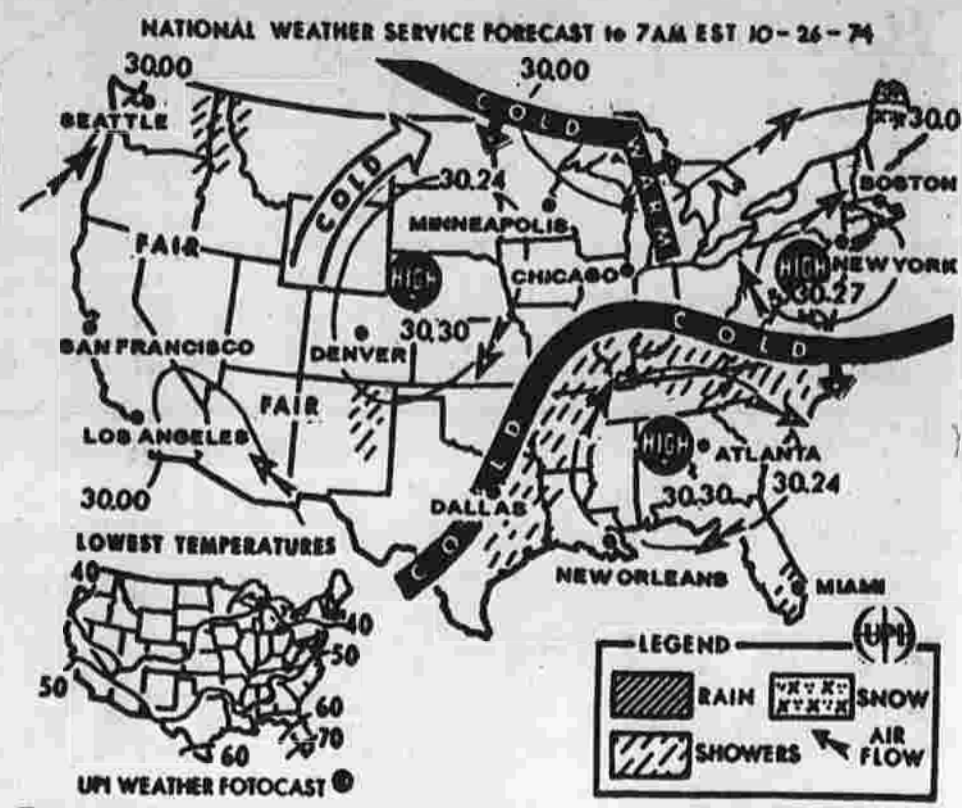 NATIONAL WEATHER SERVICE FORECAST to 7AM EST 10-26-74
30.00
30.00
COLD
SEATTLE
30.0
COLD
WARM
30.24
BOSTON
MINNEAPOLIS
FAIR
HIGH
CHICAGO
HIGH
NEW YORK
30.27
SAN FRANCISCO
DENVER
30.30
COLD
FAIR
LOS ANGELES
HIGH
ATLANTA
30.00
DALLAS
30.30
30.24
COLD
LOWEST TEMPERATURES
NEW ORLEANS
MIAMI
40
40
50
50
60
70
60
UPI WEATHER FOTOCAST ©
UPI
LEGEND
RAIN
SNOW
SHOWERS
AIR
FLOW